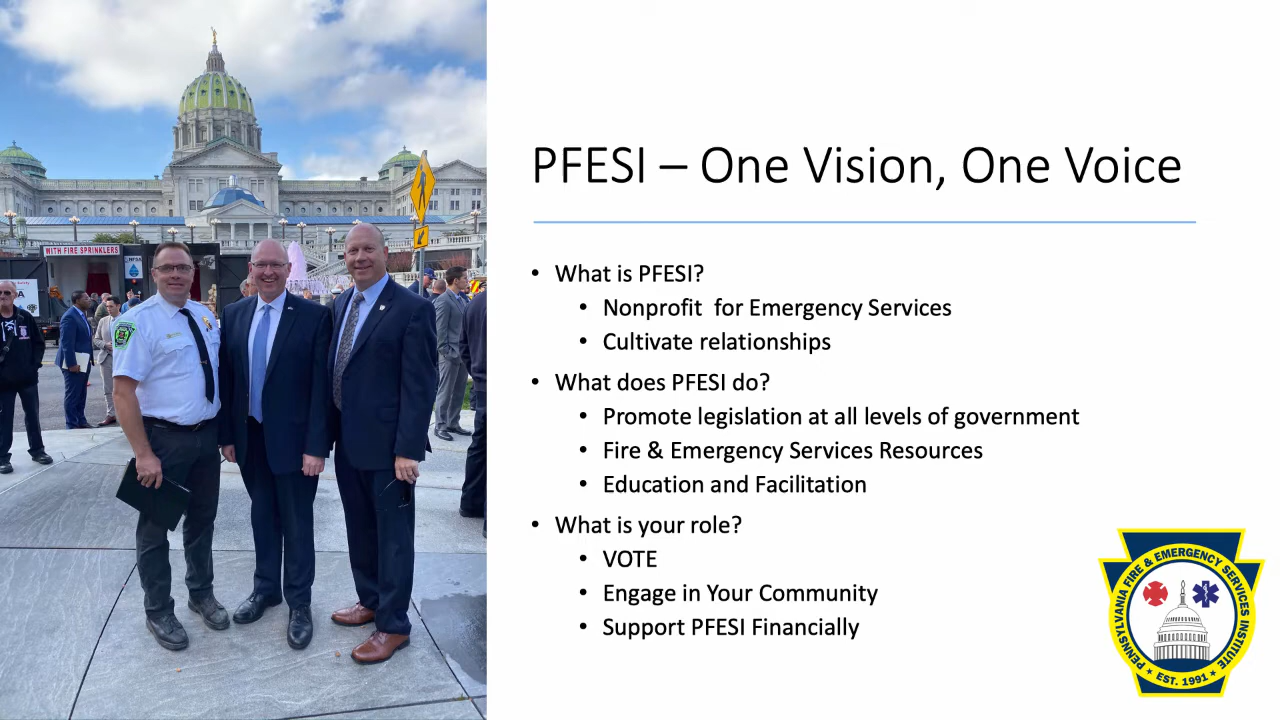 WITH FIRE SPRINKLERS
PFESI – One Vision, One Voice
• What is PFESI?
• Nonprofit for Emergency Services
• Cultivate relationships
• What does PFESI do?
• Promote legislation at all levels of government
• Fire & Emergency Services Resources
• Education and Facilitation
• What is your role?
• VOTE
• Engage in Your Community
• Support PFESI Financially
PENNSYLVANIA FIRE & EMERGENCY SERVICES INSTITUTE
★ EST. 1991 ★